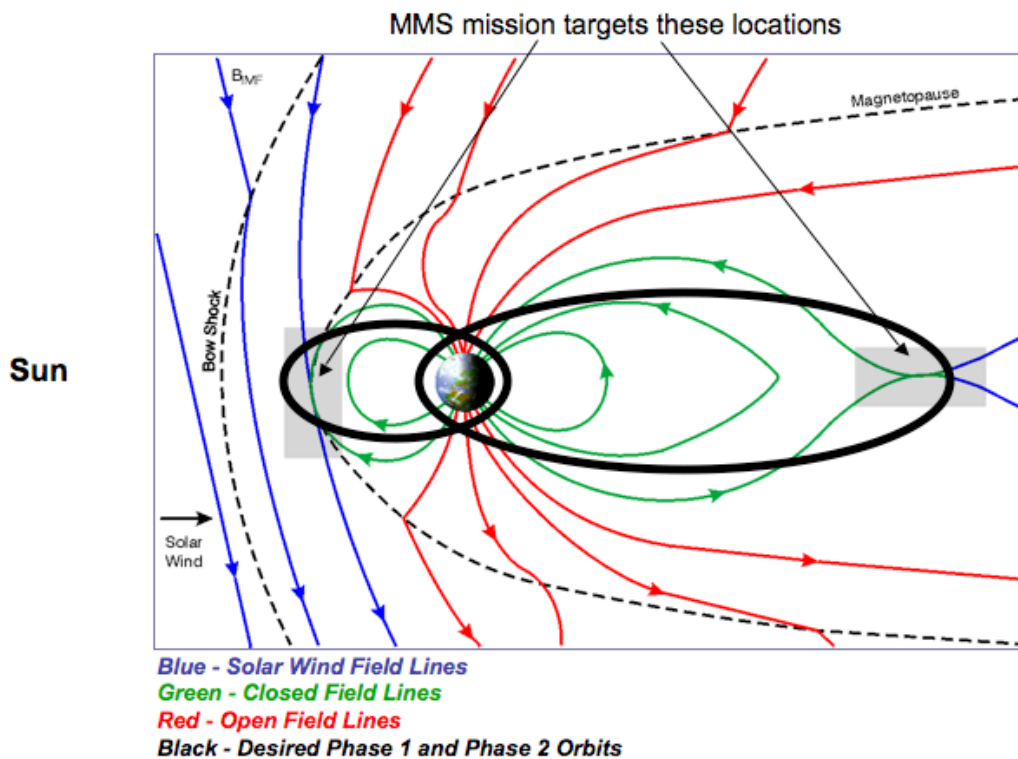 MMS mission targets these locations
B_IMF
Magnetopause
Bow Shock
Sun
Solar
Wind
Blue - Solar Wind Field Lines
Green - Closed Field Lines
Red - Open Field Lines
Black - Desired Phase 1 and Phase 2 Orbits